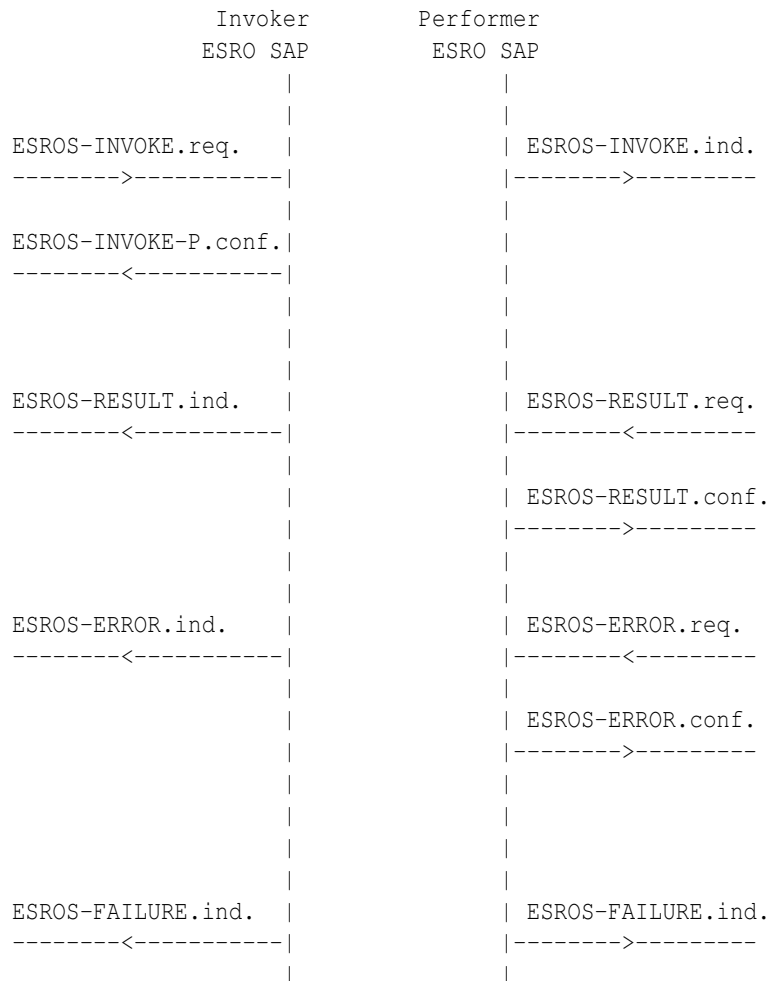 Invoker Performer
ESRO SAP ESRO SAP
| |
| |
ESROS-INVOKE.req. | | ESROS-INVOKE.ind.
-------->-----------| |-------->---------
| |
ESROS-INVOKE-P.conf.| |
--------<-----------| |
| |
| |
| |
ESROS-RESULT.ind. | | ESROS-RESULT.req.
--------<-----------| |--------<---------
| |
| | ESROS-RESULT.conf.
| |-------->---------
| |
| |
ESROS-ERROR.ind. | | ESROS-ERROR.req.
--------<-----------| |--------<---------
| |
| | ESROS-ERROR.conf.
| |-------->---------
| |
| |
| |
| |
ESROS-FAILURE.ind. | | ESROS-FAILURE.ind.
--------<-----------| |-------->---------
| |